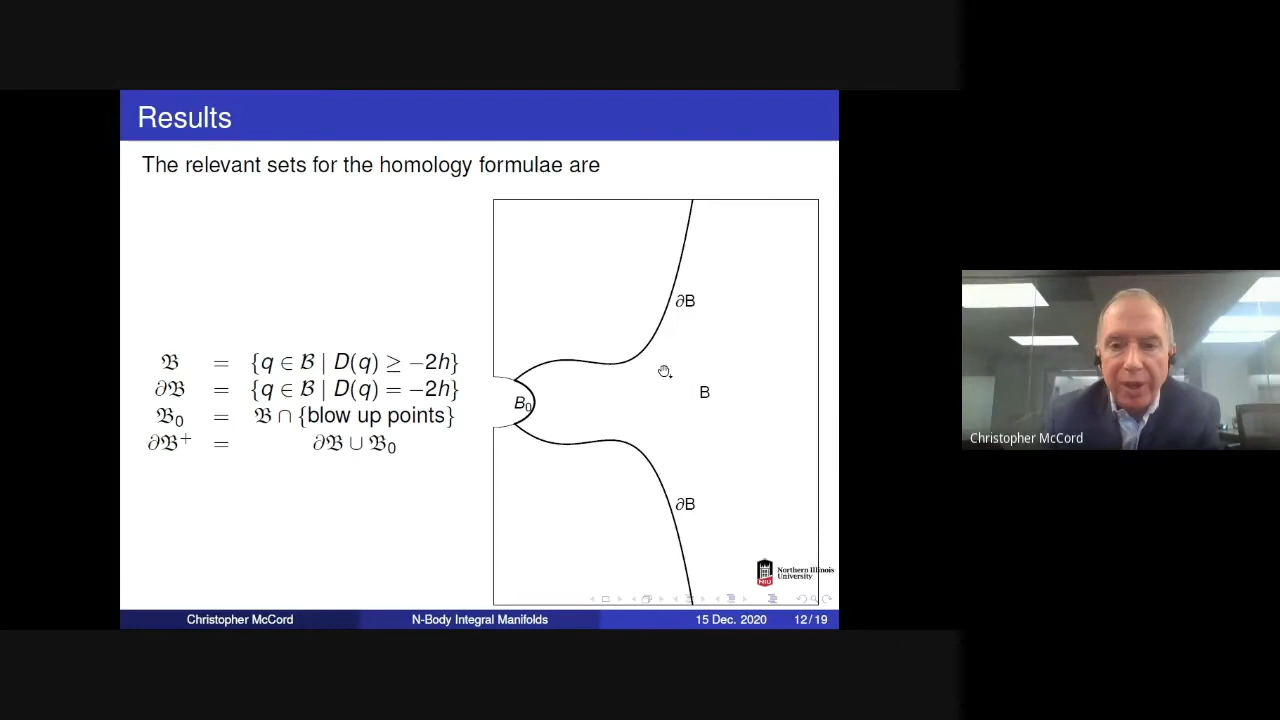 Results
The relevant sets for the homology formulae are
𝔅 = {q ∈ ℬ | D(q) ≥ −2h}
∂𝔅 = {q ∈ ℬ | D(q) = −2h}
𝔅₀ = 𝔅 ∩ {blow up points}
∂𝔅⁺ = ∂𝔅 ∪ 𝔅₀
∂B
B
B₀
∂B
NIU
Northern Illinois
University
Christopher McCord
N-Body Integral Manifolds
15 Dec. 2020
12 / 19
Christopher McCord